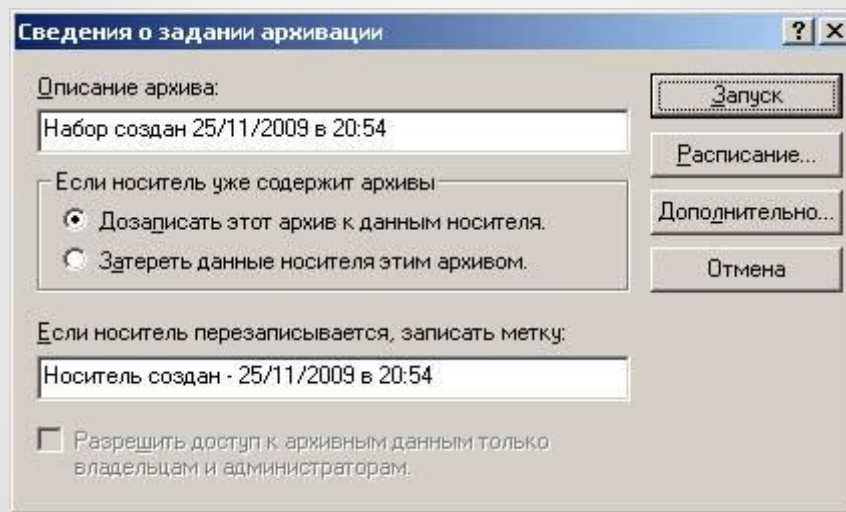 Сведения о задании архивации
Описание архива:
Набор создан 25/11/2009 в 20:54
Если носитель уже содержит архивы
Дозаписать этот архив к данным носителя.
Затереть данные носителя этим архивом.
Если носитель перезаписывается, записать метку:
Носитель создан - 25/11/2009 в 20:54
Разрешить доступ к архивным данным только
владельцам и администраторам.
Запуск
Расписание...
Дополнительно...
Отмена